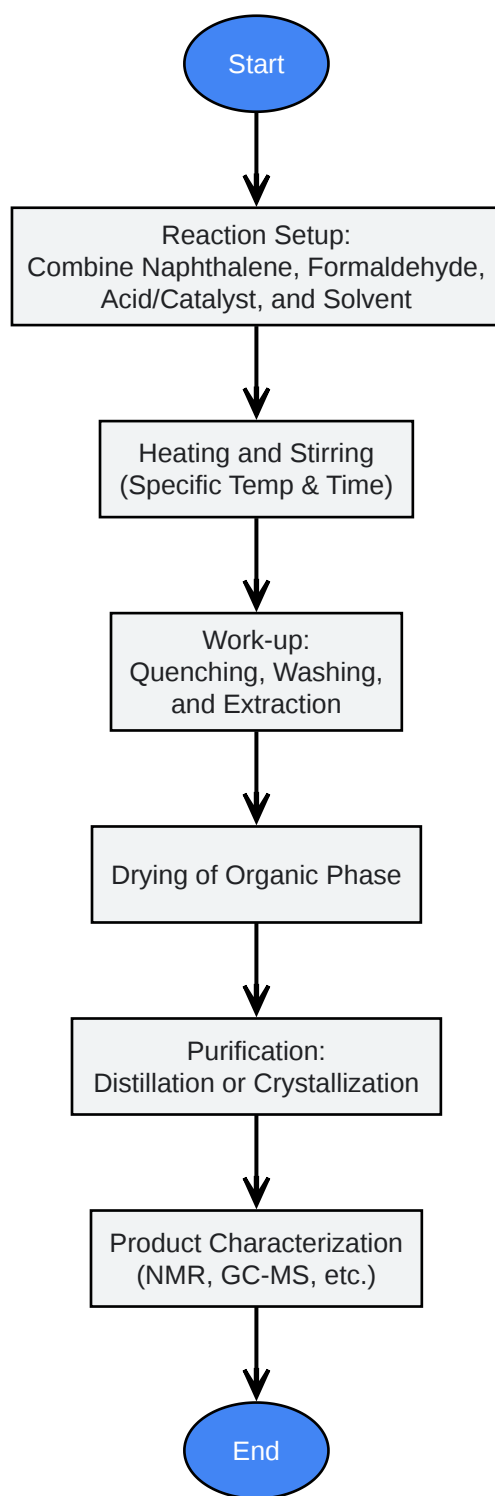 Start
Reaction Setup:
Combine Naphthalene, Formaldehyde,
Acid/Catalyst, and Solvent
Heating and Stirring
(Specific Temp & Time)
Work-up:
Quenching, Washing,
and Extraction
Drying of Organic Phase
Purification:
Distillation or Crystallization
Product Characterization
(NMR, GC-MS, etc.)
End